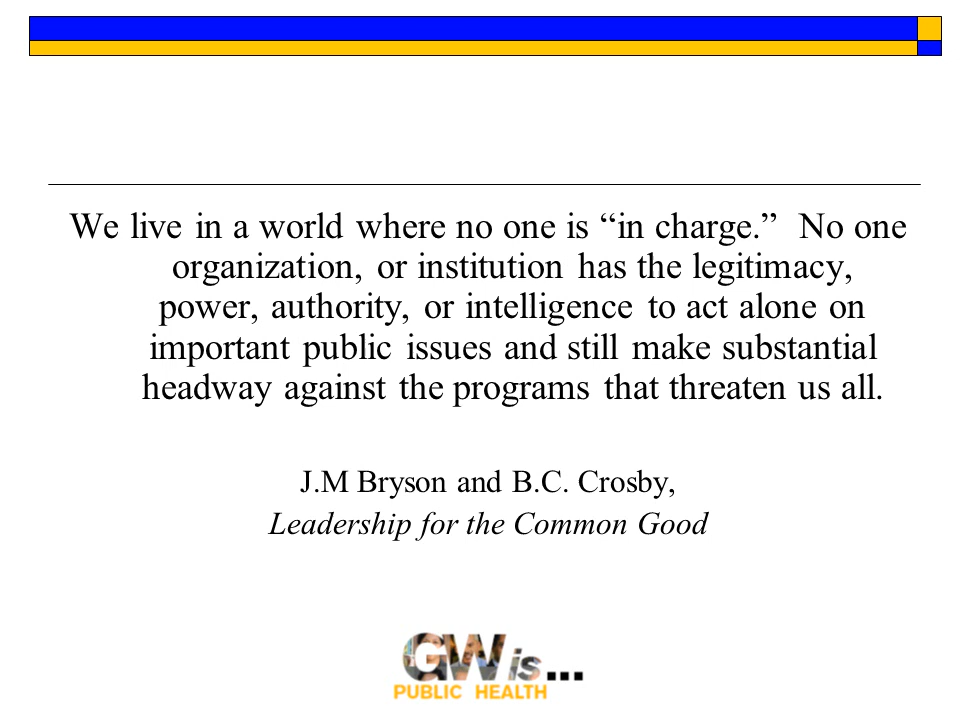 We live in a world where no one is “in charge.”  No one
organization, or institution has the legitimacy,
power, authority, or intelligence to act alone on
important public issues and still make substantial
headway against the programs that threaten us all.
J.M Bryson and B.C. Crosby,
Leadership for the Common Good
GW is...
PUBLIC HEALTH